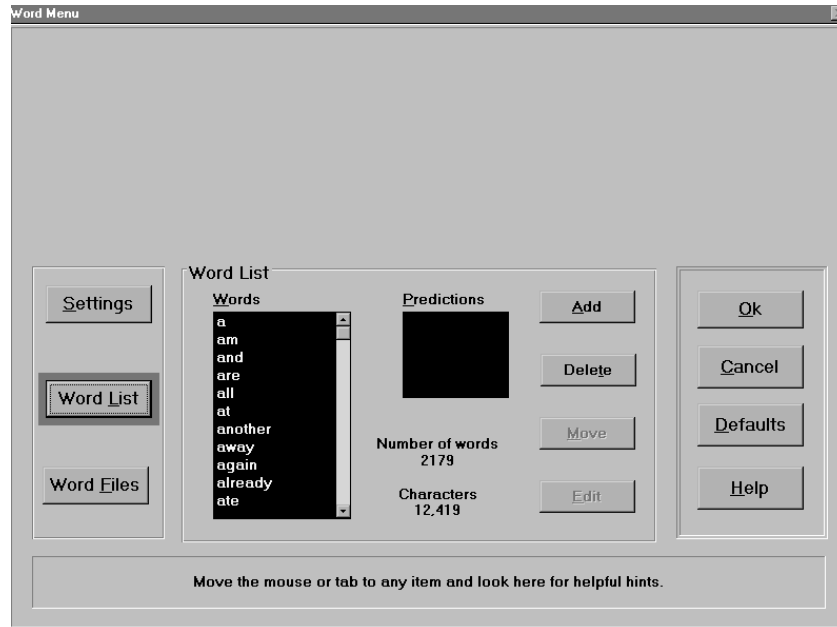 Word Menu
Settings
Word List
Word Files
Word List
Words
a
am
and
are
all
at
another
away
again
already
ate
Predictions
Number of words
2179
Characters
12,419
Add
Delete
Move
Edit
Ok
Cancel
Defaults
Help
Move the mouse or tab to any item and look here for helpful hints.